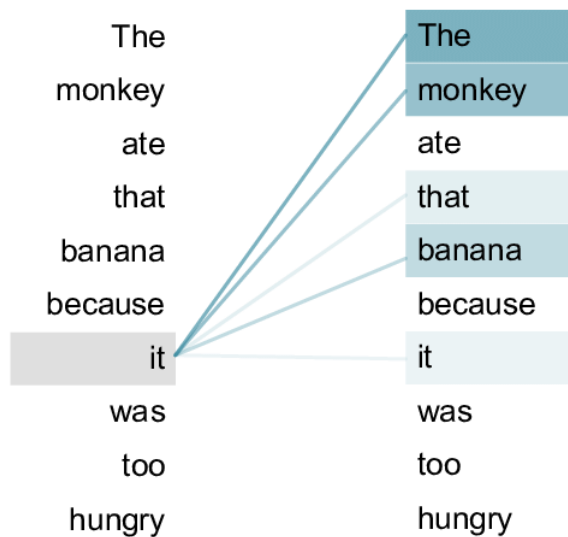 The The
monkey monkey
ate ate
that that
banana banana
because because
it it
was was
too too
hungry hungry